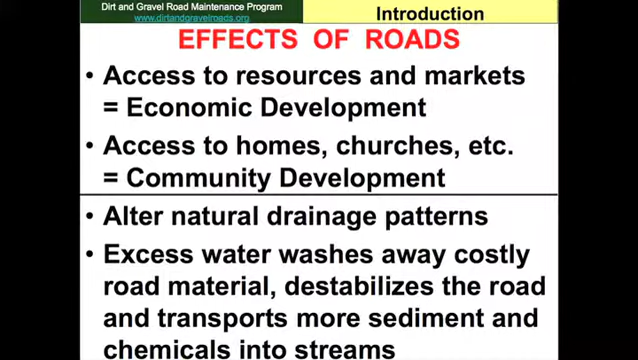 Dirt and Gravel Road Maintenance Program
www.dirtandgravelroads.org
Introduction
EFFECTS OF ROADS
• Access to resources and markets
= Economic Development
• Access to homes, churches, etc.
= Community Development
• Alter natural drainage patterns
• Excess water washes away costly
road material, destabilizes the road
and transports more sediment and
chemicals into streams